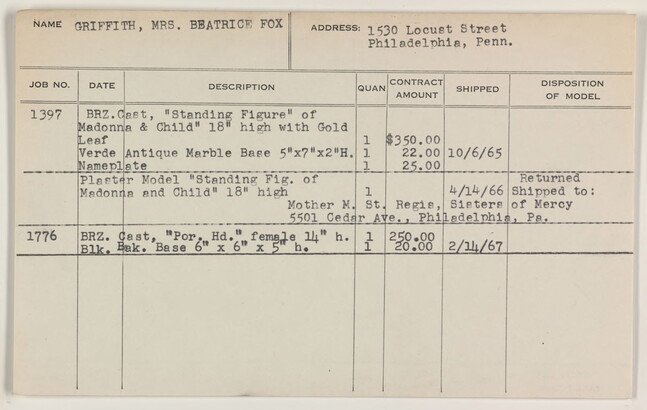 NAME GRIFFITH, MRS. BEATRICE FOX ADDRESS: 1530 Locust Street
Philadelphia, Penn.
JOB NO. DATE DESCRIPTION QUAN CONTRACT AMOUNT SHIPPED DISPOSITION OF MODEL
1397 BRZ.Cast, "Standing Figure" of
Madonna & Child" 18" high with Gold
Leaf 1 $350.00
Verde Antique Marble Base 5"x7"x2"H. 1 22.00 10/6/65
Nameplate 1 25.00
Plaster Model "Standing Fig. of Returned
Madonna and Child" 18" high 1 4/14/66 Shipped to:
Mother M. St. Regis, Sisters of Mercy
5501 Cedar Ave., Philadelphia, Pa.
1776 BRZ. Cast, "Por. Hd." female 14" h. 1 250.00
Blk. Bak. Base 6" x 6" x 5" h. 1 20.00 2/14/67